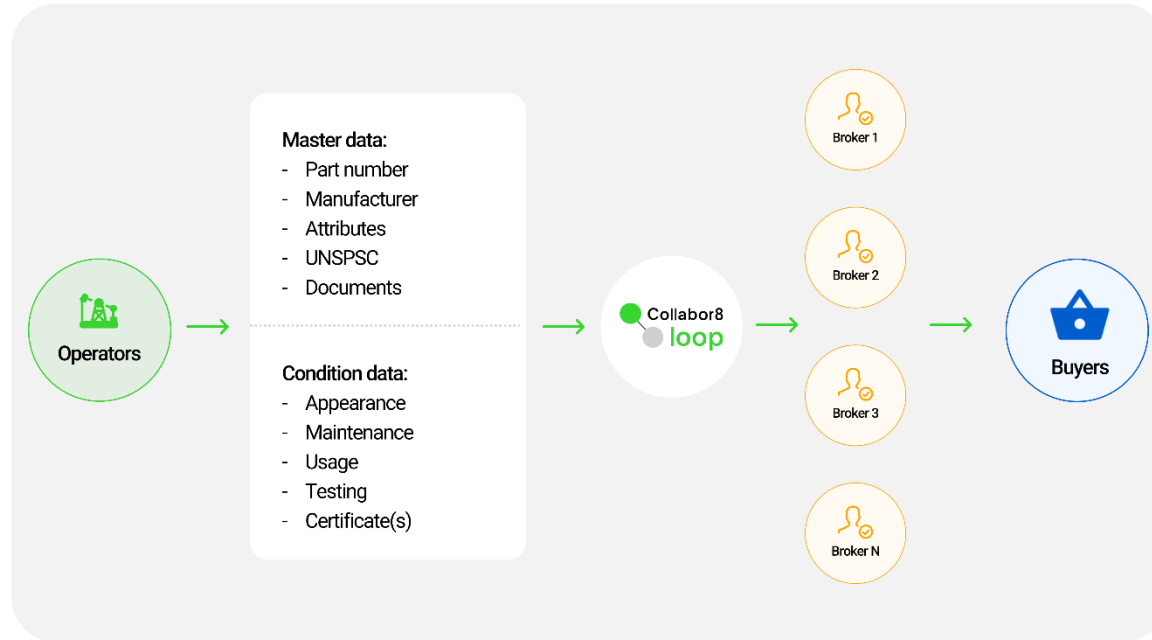 Operators
Master data:
- Part number
- Manufacturer
- Attributes
- UNSPSC
- Documents
Condition data:
- Appearance
- Maintenance
- Usage
- Testing
- Certificate(s)
Collabor8
loop
Broker 1
Broker 2
Broker 3
Broker N
Buyers